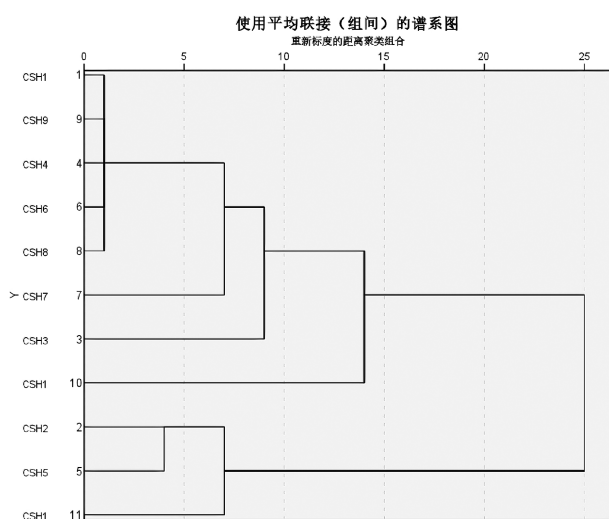 使用平均联接（组间）的谱系图
重新标度的距离聚类组合
0 5 10 15 20 25
CSH1 1
CSH9 9
CSH4 4
CSH6 6
CSH8 8
Y CSH7 7
CSH3 3
CSH1 10
CSH2 2
CSH5 5
CSH1 11